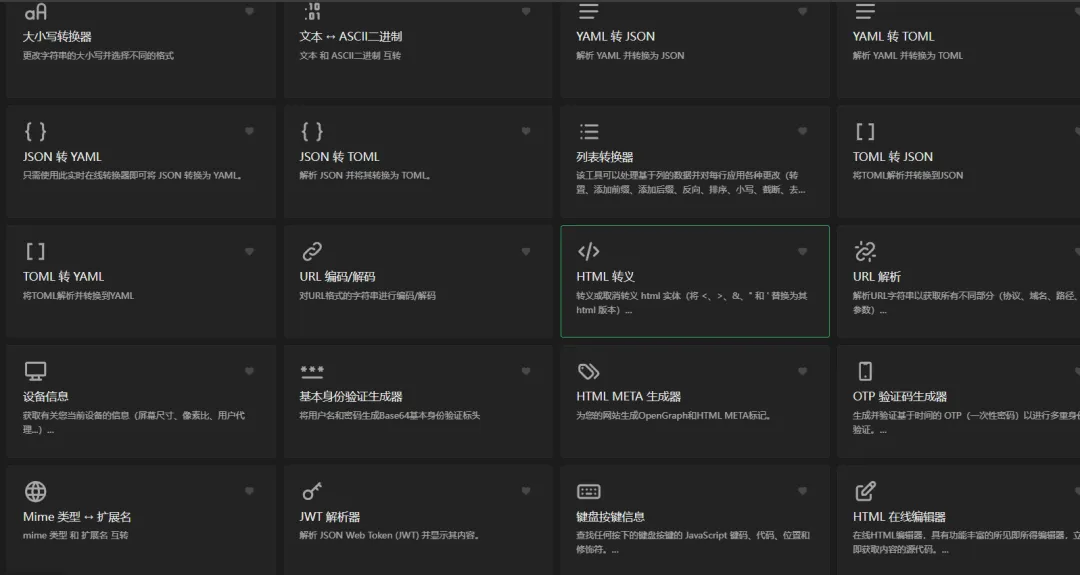 大小写转换器
更改字符串的大小写并选择不同的格式
文本 ↔ ASCII二进制
文本 和 ASCII二进制 互转
YAML 转 JSON
解析 YAML 并转换为 JSON
YAML 转 TOML
解析 YAML 并转换为 TOML
JSON 转 YAML
只需使用此实时在线转换器即可将 JSON 转换为 YAML。
JSON 转 TOML
解析 JSON 并将其转换为 TOML。
列表转换器
该工具可以处理基于列的数据并对每行应用各种更改（转
置、添加前缀、添加后缀、反向、排序、小写、截断、去...
TOML 转 JSON
将TOML解析并转换到JSON
TOML 转 YAML
将TOML解析并转换到YAML
URL 编码/解码
对URL格式的字符串进行编码/解码
HTML 转义
转义或取消转义 html 实体（将 <、>、&、" 和 ' 替换为其
html 版本）...
URL 解析
解析URL字符串以获取所有不同部分（协议、域名、路径、
参数）...
设备信息
获取有关您当前设备的信息（屏幕尺寸、像素比、用户代
理...）...
基本身份验证生成器
将用户名和密码生成Base64基本身份验证标头
HTML META 生成器
为您的网站生成OpenGraph和HTML META标记。
OTP 验证码生成器
生成并验证基于时间的 OTP（一次性密码）以进行多重身份
验证。...
Mime 类型 ↔ 扩展名
mime 类型 和 扩展名 互转
JWT 解析器
解析 JSON Web Token (JWT) 并显示其内容。
键盘按键信息
查找任何按下的键盘按键的 JavaScript 键码、代码、位置和
修饰符。...
HTML 在线编辑器
在线HTML编辑器，具有功能丰富的所见即所得编辑器，立
即获取内容的源代码。...